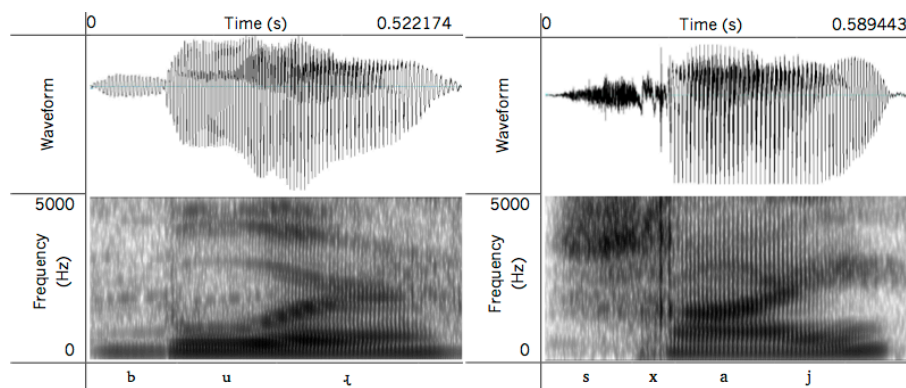 0 Time (s) 0.522174
Waveform
5000
Frequency
(Hz)
0
b u ɻ
0 Time (s) 0.589443
Waveform
5000
Frequency
(Hz)
0
s x a j